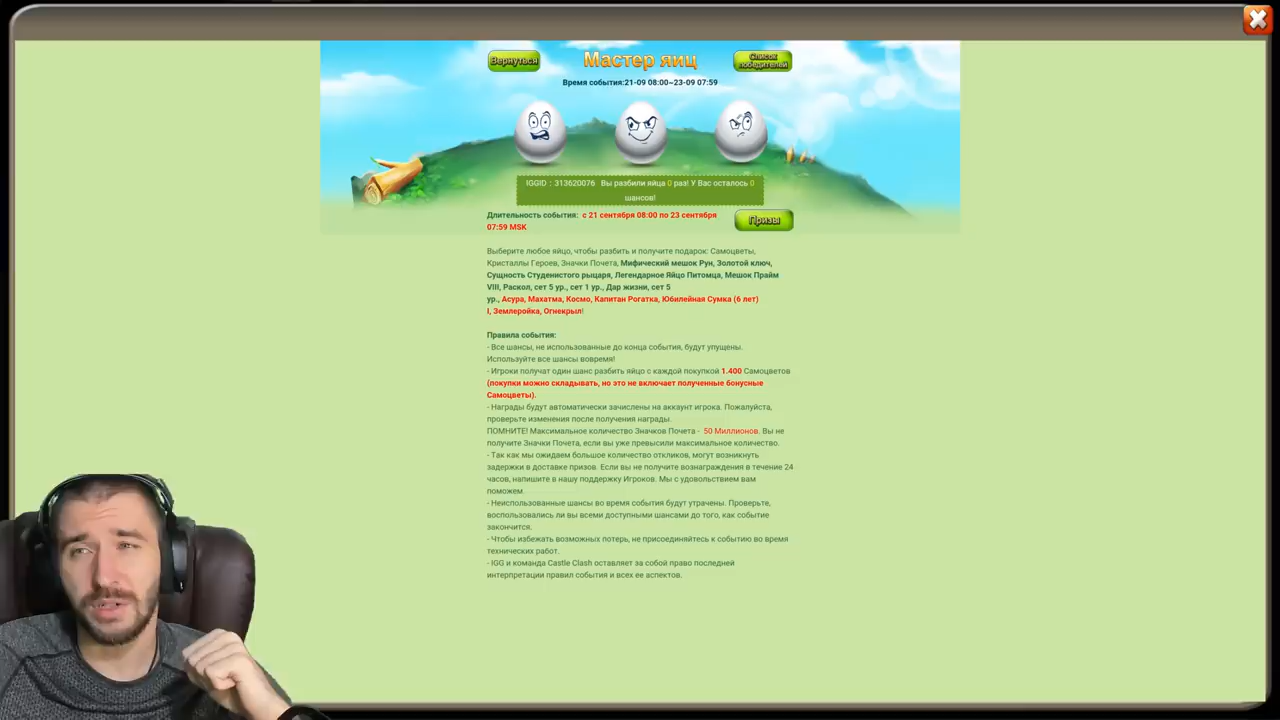 Вернуться
Мастер яиц
Список
победителей
Время события:21-09 08:00~23-09 07:59
IGGID : 313620076 Вы разбили яйца 0 раз! У Вас осталось 0
шансов!
Длительность события: с 21 сентября 08:00 по 23 сентября
07:59 MSK
Призы
Выберите любое яйцо, чтобы разбить и получите подарок: Самоцветы,
Кристаллы Героев, Значки Почета, Мифический мешок Рун, Золотой ключ,
Сущность Студенистого рыцаря, Легендарное Яйцо Питомца, Мешок Прайм
VIII, Раскол, сет 5 ур., сет 1 ур., Дар жизни, сет 5
ур., Асура, Махатма, Космо, Капитан Рогатка, Юбилейная Сумка (6 лет)
I, Землеройка, Огнекрыл!
Правила события:
- Все шансы, не использованные до конца события, будут упущены.
Используйте все шансы вовремя!
- Игроки получат один шанс разбить яйцо с каждой покупкой 1.400 Самоцветов
(покупки можно складывать, но это не включает полученные бонусные
Самоцветы).
- Награды будут автоматически зачислены на аккаунт игрока. Пожалуйста,
проверьте изменения после получения награды.
ПОМНИТЕ! Максимальное количество Значков Почета - 50 Миллионов. Вы не
получите Значки Почета, если вы уже превысили максимальное количество.
- Так как мы ожидаем большое количество откликов, могут возникнуть
задержки в доставке призов. Если вы не получите вознаграждения в течение 24
часов, напишите в нашу поддержку Игроков. Мы с удовольствием вам
поможем.
- Неиспользованные шансы во время события будут утрачены. Проверьте,
воспользовались ли вы всеми доступными шансами до того, как событие
закончится.
- Чтобы избежать возможных потерь, не присоединяйтесь к событию во время
технических работ.
- IGG и команда Castle Clash оставляет за собой право последней
интерпретации правил события и всех ее аспектов.